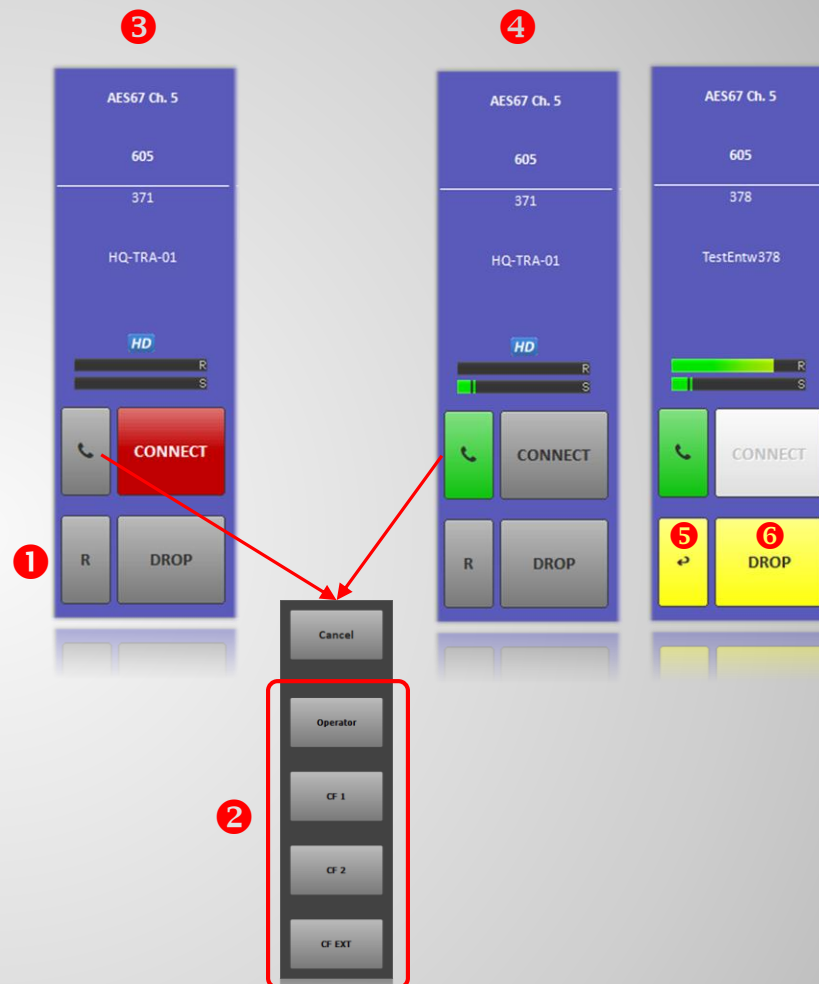 3
4
AES67 Ch. 5
605
371
HQ-TRA-01
HD
R
S
CONNECT
1
R
DROP
AES67 Ch. 5
605
371
HQ-TRA-01
HD
R
S
CONNECT
R
DROP
AES67 Ch. 5
605
378
TestEntw378
R
S
CONNECT
5
6
DROP
Cancel
2
Operator
CF 1
CF 2
CF EXT